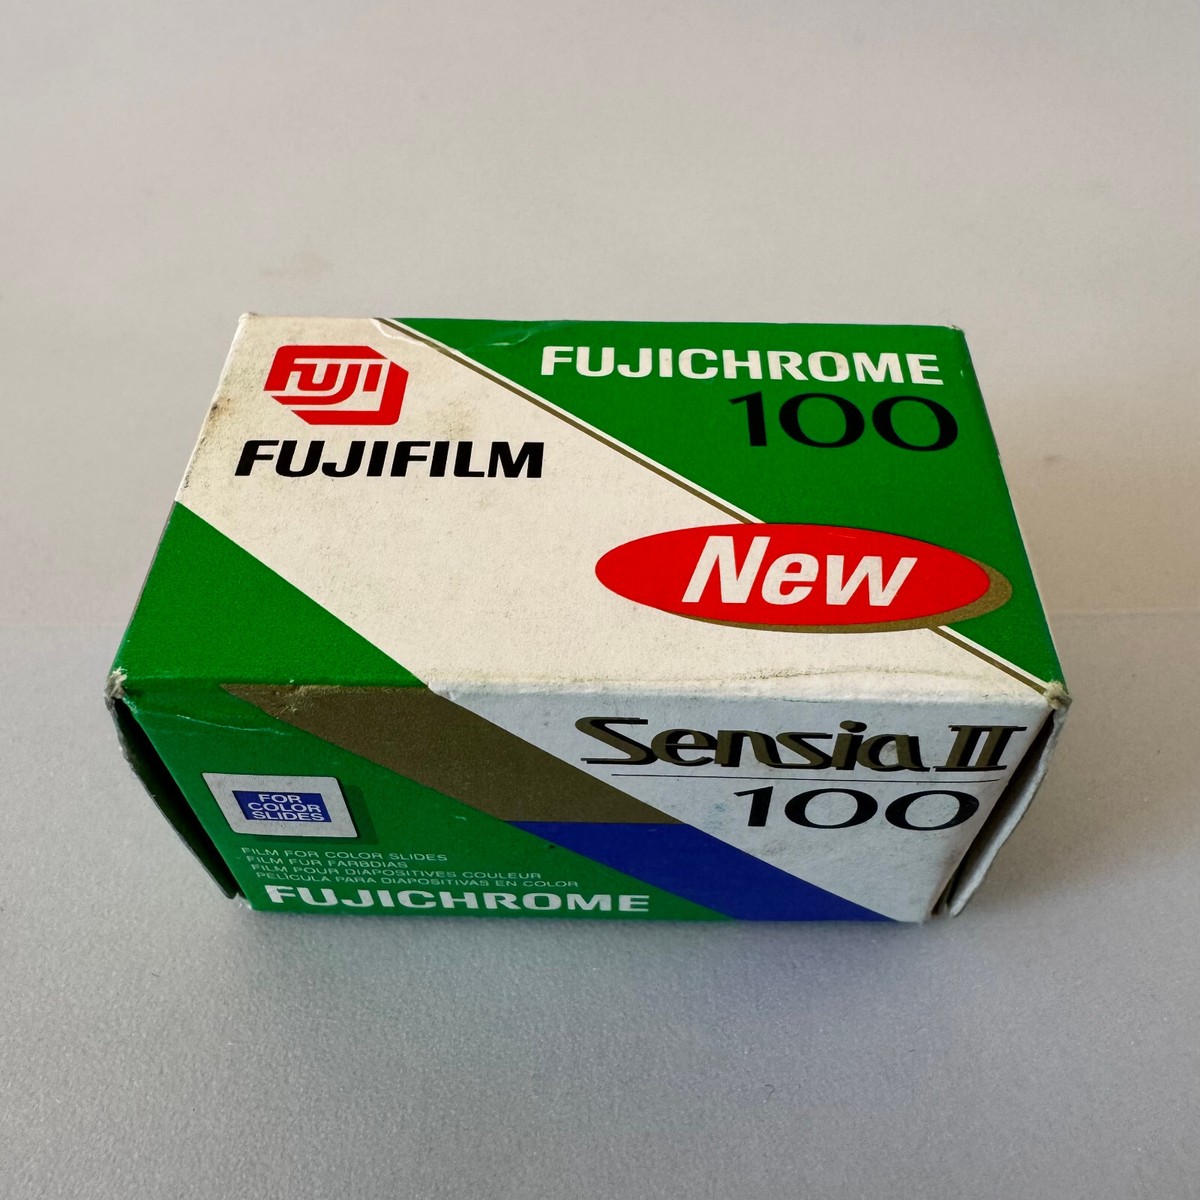 FUJI
FUJIFILM
FUJICHROME
100
New
Sensia II
100
FOR
COLOR
SLIDES
FILM FOR COLOR SLIDES
FILM FÜR FARBDIAS
FILM POUR DIAPOSITIVES COULEUR
PELÍCULA PARA DIAPOSITIVAS EN COLOR
FUJICHROME